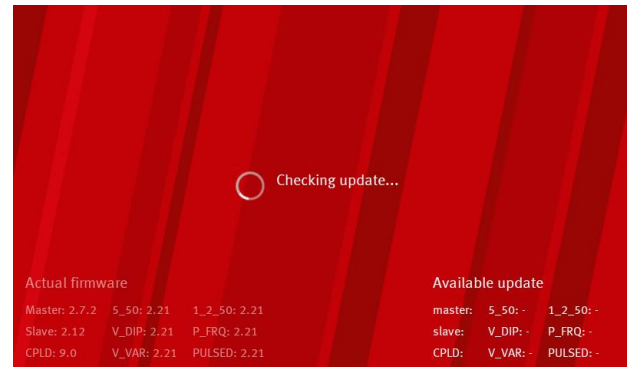 Checking update...
Actual firmware
Master: 2.7.2 5_50: 2.21 1_2_50: 2.21
Slave: 2.12 V_DIP: 2.21 P_FRQ: 2.21
CPLD: 9.0 V_VAR: 2.21 PULSED: 2.21
Available update
master: 5_50: - 1_2_50: -
slave: V_DIP: - P_FRQ: -
CPLD: V_VAR: - PULSED: -